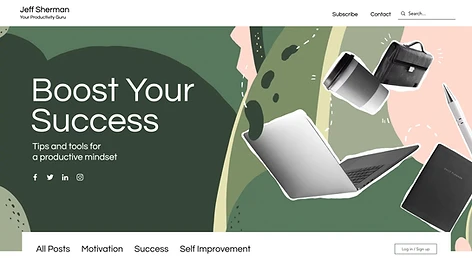 Jeff Sherman
Your Productivity Guru
Subscribe
Contact
Search...
Boost Your
Success
Tips and tools for
a productive mindset
All Posts
Motivation
Success
Self Improvement
Log in / Sign up